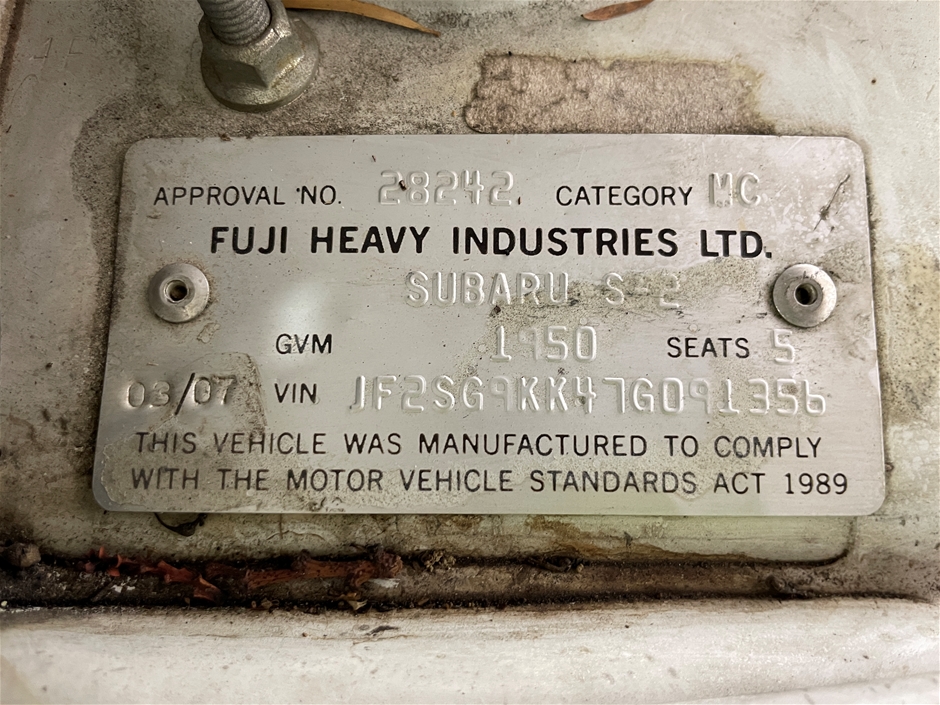 APPROVAL NO. 28242 CATEGORY MC
FUJI HEAVY INDUSTRIES LTD.
SUBARU S-2
GVM 1950 SEATS 5
03/07 VIN JF2SG9KK47G091356
THIS VEHICLE WAS MANUFACTURED TO COMPLY
WITH THE MOTOR VEHICLE STANDARDS ACT 1989